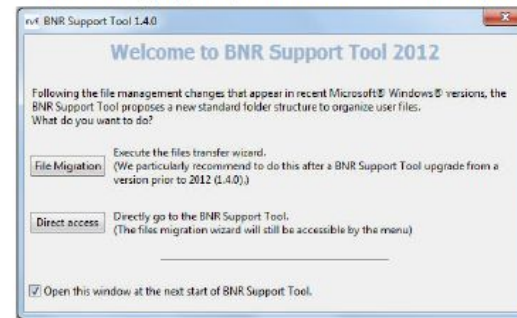 rvf BNR Support Tool 1.4.0
Welcome to BNR Support Tool 2012
Following the file management changes that appear in recent Microsoft® Windows® versions, the
BNR Support Tool proposes a new standard folder structure to organize user files.
What do you want to do?
Execute the files transfer wizard.
File Migration (We particularly recommend to do this after a BNR Support Tool upgrade from a
version prior to 2012 (1.4.0).)
Directly go to the BNR Support Tool.
Direct access (The files migration wizard will still be accessible by the menu)
Open this window at the next start of BNR Support Tool.